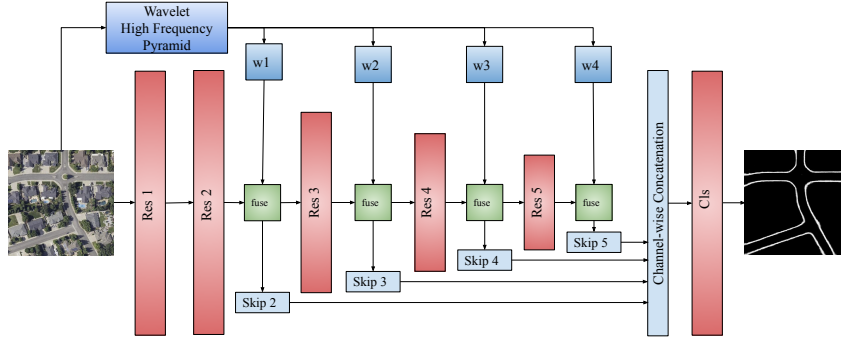 Wavelet
High Frequency
Pyramid
w1
w2
w3
w4
Res 1
Res 2
fuse
Res 3
fuse
Res 4
fuse
Res 5
fuse
Skip 2
Skip 3
Skip 4
Skip 5
Channel-wise Concatenation
Cls